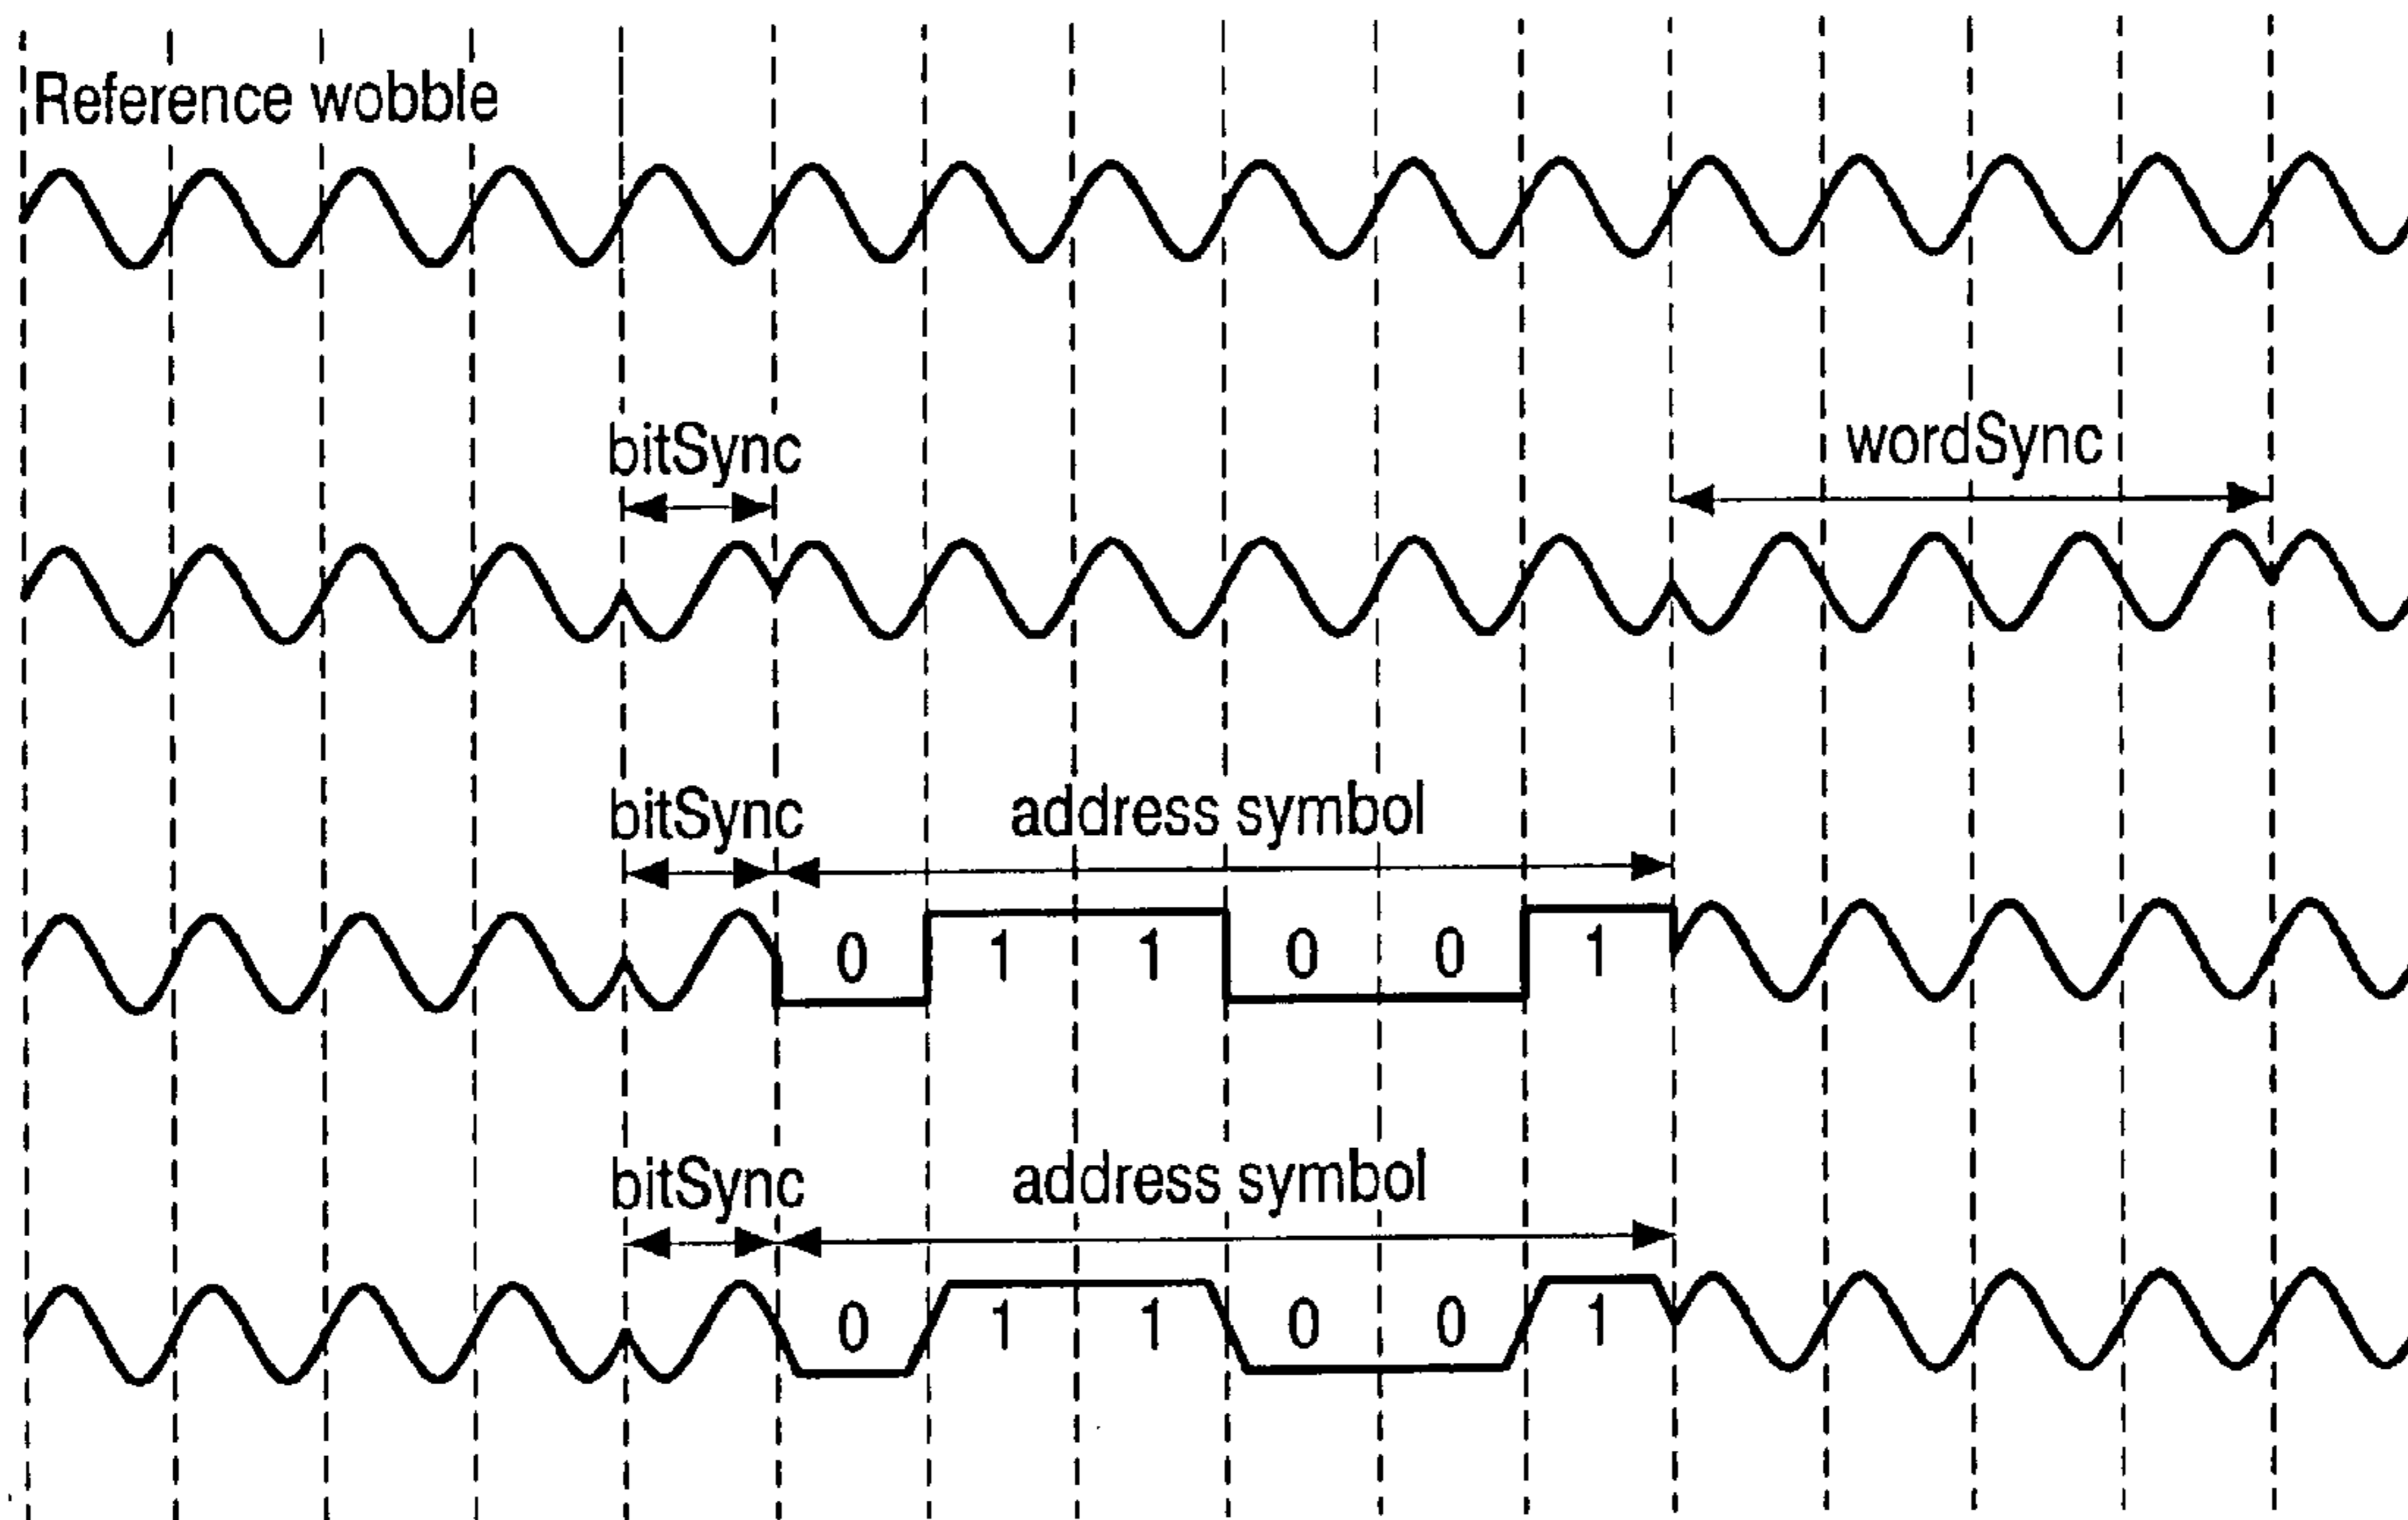 Reference wobble
bitSync
wordSync
bitSync address symbol
0 1 1 0 0 1
bitSync address symbol
0 1 1 0 0 1